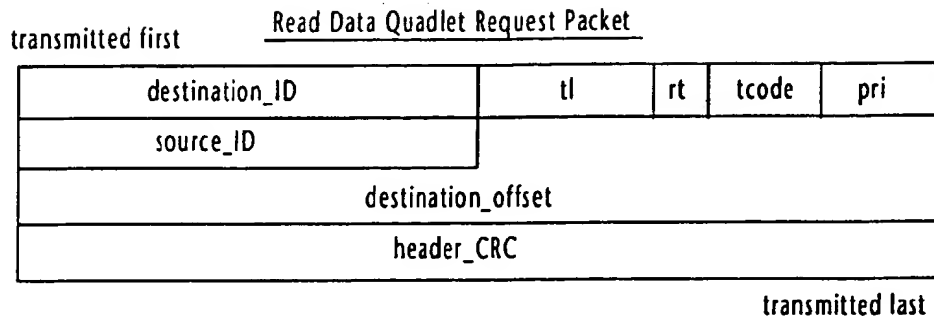 Read Data Quadlet Request Packet
transmitted first
destination_ID tl rt tcode pri
source_ID
destination_offset
header_CRC
transmitted last